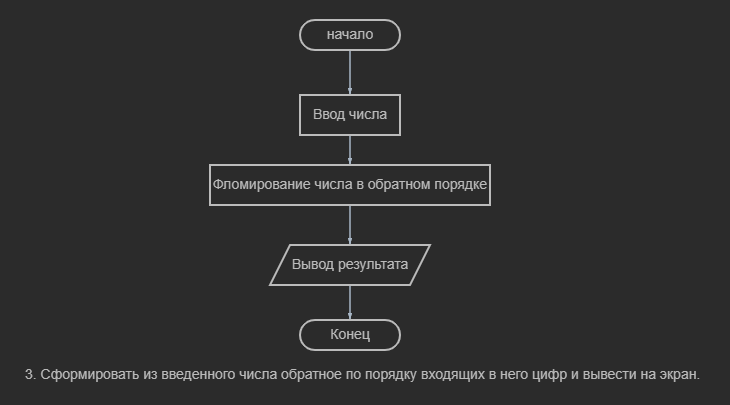 начало
Ввод числа
Фломирование числа в обратном порядке
Вывод результата
Конец
3. Сформировать из введенного числа обратное по порядку входящих в него цифр и вывести на экран.